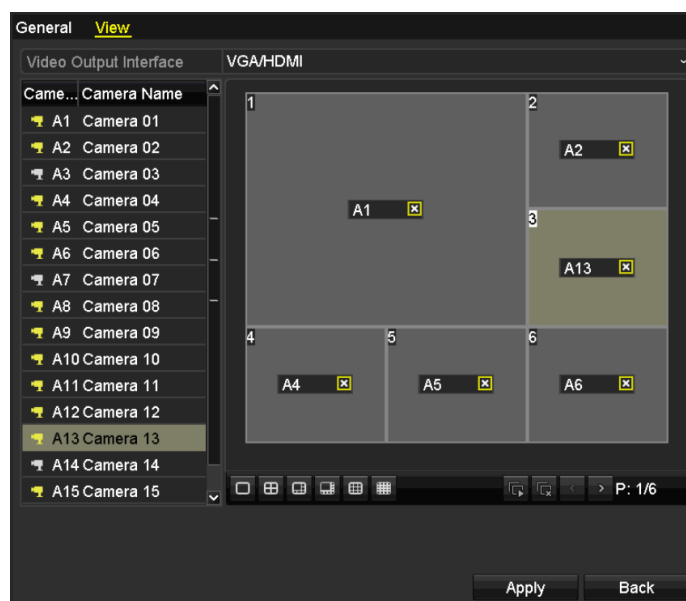 General View
Video Output Interface VGA/HDMI
Came... Camera Name
A1 Camera 01
A2 Camera 02
A3 Camera 03
A4 Camera 04
A5 Camera 05
A6 Camera 06
A7 Camera 07
A8 Camera 08
A9 Camera 09
A10 Camera 10
A11 Camera 11
A12 Camera 12
A13 Camera 13
A14 Camera 14
A15 Camera 15
1
A1
2
A2
3
A13
4
A4
5
A5
6
A6
P: 1/6
Apply Back